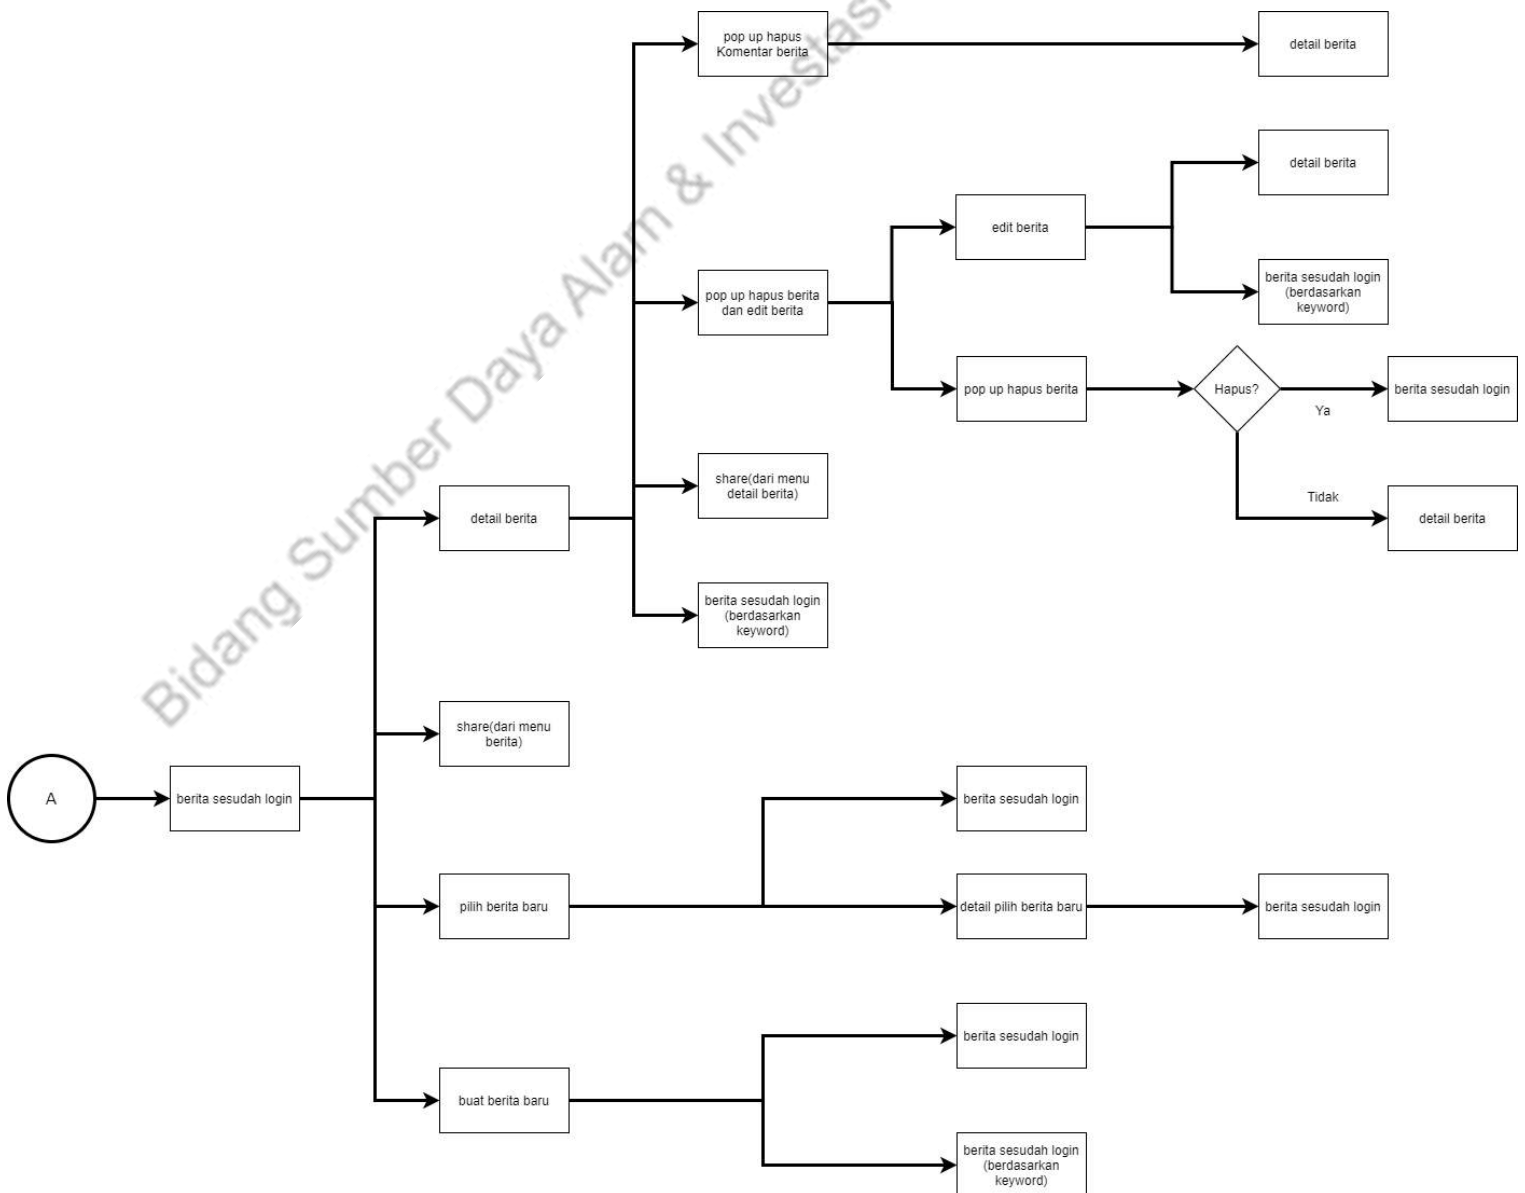 pop up hapus
Komentar berita
detail berita
detail berita
edit berita
berita sesudah login
(berdasarkan
keyword)
pop up hapus berita
dan edit berita
pop up hapus berita
Hapus?
Ya
berita sesudah login
Tidak
detail berita
share(dari menu
detail berita)
detail berita
berita sesudah login
(berdasarkan
keyword)
share(dari menu
berita)
A
berita sesudah login
berita sesudah login
pilih berita baru
detail pilih berita baru
berita sesudah login
berita sesudah login
buat berita baru
berita sesudah login
(berdasarkan
keyword)
Bidang Sumber Daya Alam & Investasi